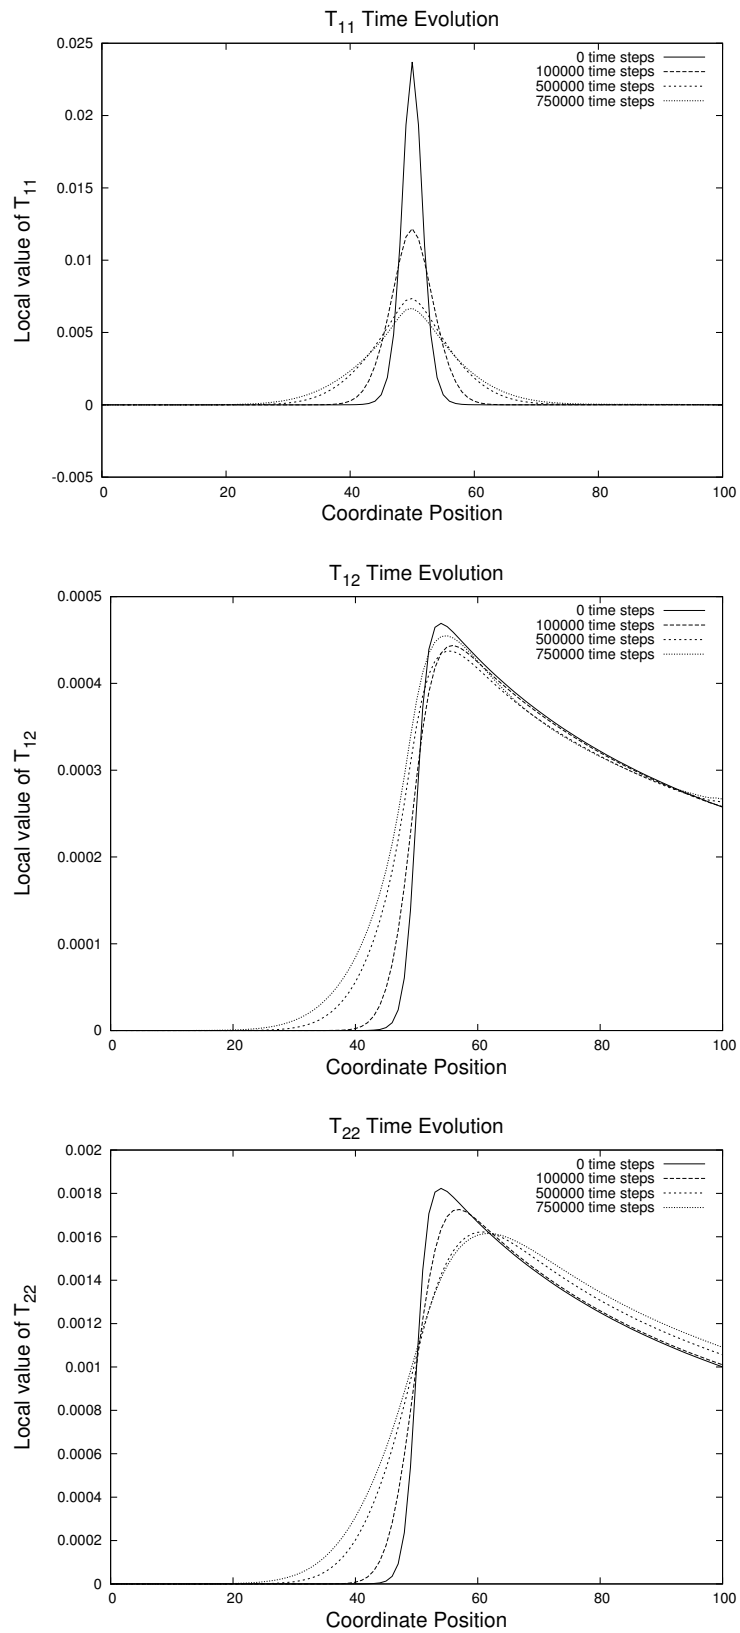 T11 Time Evolution
0.025
0.02
0.015
0.01
0.005
0
-0.005
Local value of T11
0 time steps
100000 time steps
500000 time steps
750000 time steps
0 20 40 60 80 100
Coordinate Position
T12 Time Evolution
0.0005
0.0004
0.0003
0.0002
0.0001
0
Local value of T12
0 time steps
100000 time steps
500000 time steps
750000 time steps
0 20 40 60 80 100
Coordinate Position
T22 Time Evolution
0.002
0.0018
0.0016
0.0014
0.0012
0.001
0.0008
0.0006
0.0004
0.0002
0
Local value of T22
0 time steps
100000 time steps
500000 time steps
750000 time steps
0 20 40 60 80 100
Coordinate Position